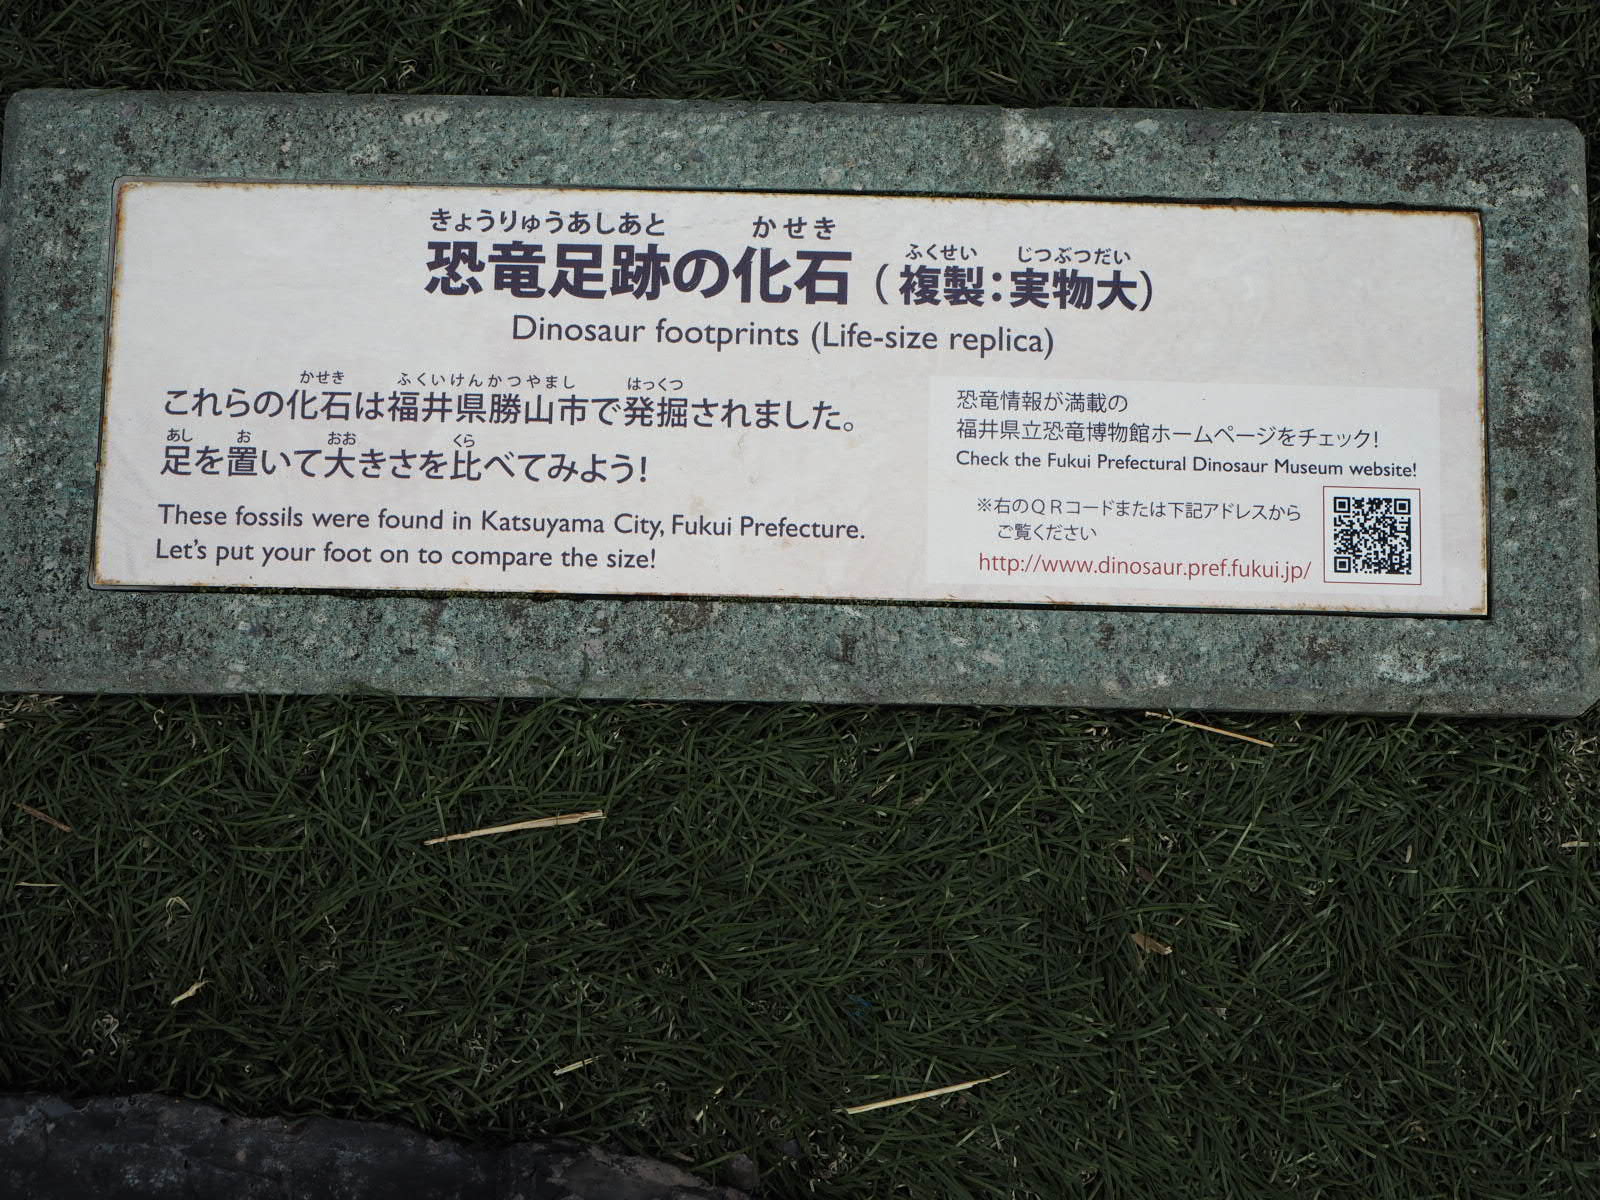 きょうりゅうあしあと かせき ふくせい じつぶつだい
恐竜足跡の化石(複製:実物大)
Dinosaur footprints (Life-size replica)
かせき ふくいけんかつやまし はっくつ
これらの化石は福井県勝山市で発掘されました。
あし お おお くら
足を置いて大きさを比べてみよう!
These fossils were found in Katsuyama City, Fukui Prefecture.
Let's put your foot on to compare the size!
恐竜情報が満載の
福井県立恐竜博物館ホームページをチェック!
Check the Fukui Prefectural Dinosaur Museum website!
※右のQRコードまたは下記アドレスから
ご覧ください
http://www.dinosaur.pref.fukui.jp/